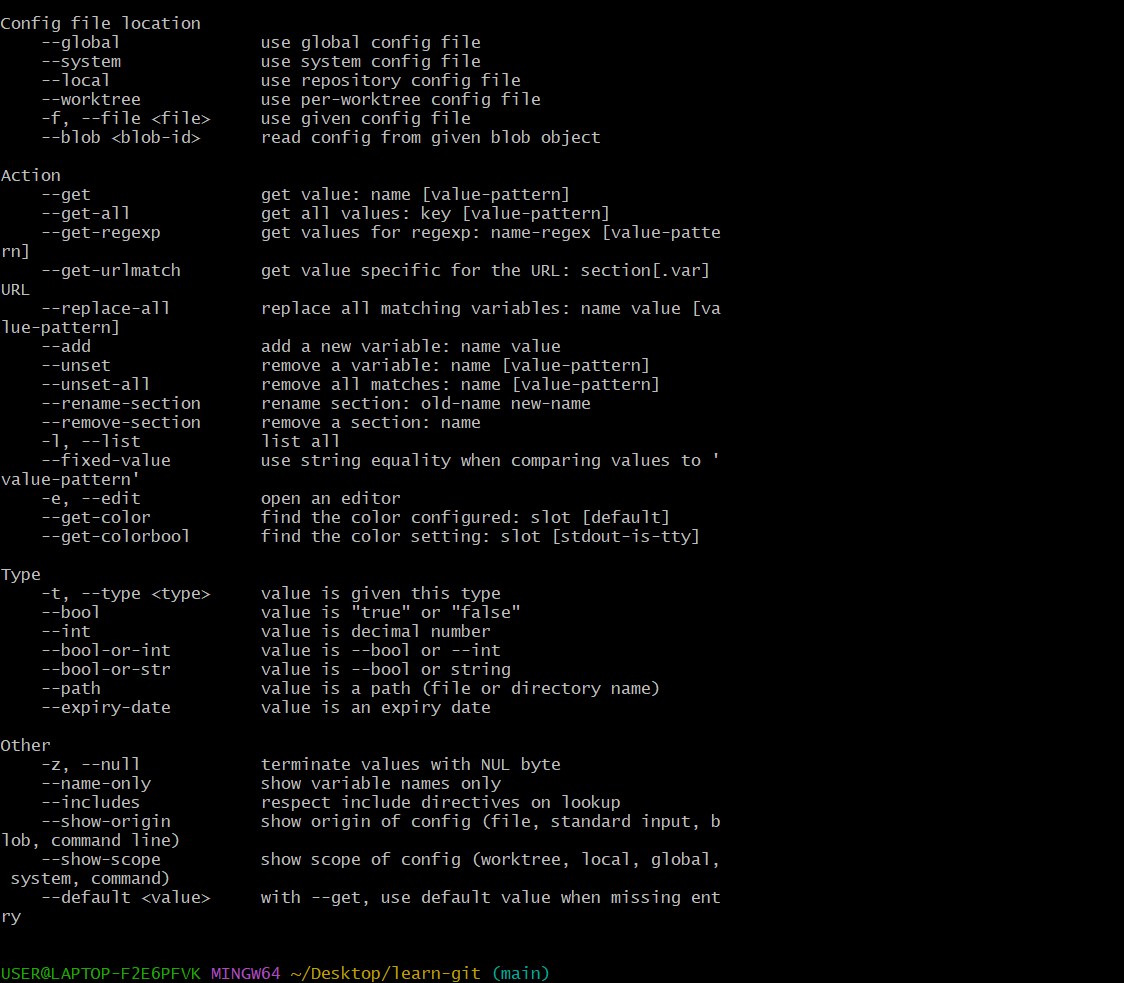 Config file location
    --global              use global config file
    --system              use system config file
    --local               use repository config file
    --worktree            use per-worktree config file
    -f, --file <file>     use given config file
    --blob <blob-id>      read config from given blob object

Action
    --get                 get value: name [value-pattern]
    --get-all             get all values: key [value-pattern]
    --get-regexp          get values for regexp: name-regex [value-patte
rn]
    --get-urlmatch        get value specific for the URL: section[.var]
URL
    --replace-all         replace all matching variables: name value [va
lue-pattern]
    --add                 add a new variable: name value
    --unset               remove a variable: name [value-pattern]
    --unset-all           remove all matches: name [value-pattern]
    --rename-section      rename section: old-name new-name
    --remove-section      remove a section: name
    -l, --list            list all
    --fixed-value         use string equality when comparing values to '
value-pattern'
    -e, --edit            open an editor
    --get-color           find the color configured: slot [default]
    --get-colorbool       find the color setting: slot [stdout-is-tty]

Type
    -t, --type <type>     value is given this type
    --bool                value is "true" or "false"
    --int                 value is decimal number
    --bool-or-int         value is --bool or --int
    --bool-or-str         value is --bool or string
    --path                value is a path (file or directory name)
    --expiry-date         value is an expiry date

Other
    -z, --null            terminate values with NUL byte
    --name-only           show variable names only
    --includes            respect include directives on lookup
    --show-origin         show origin of config (file, standard input, b
lob, command line)
    --show-scope          show scope of config (worktree, local, global,
 system, command)
    --default <value>     with --get, use default value when missing ent
ry

USER@LAPTOP-F2E6PFVK MINGW64 ~/Desktop/learn-git (main)